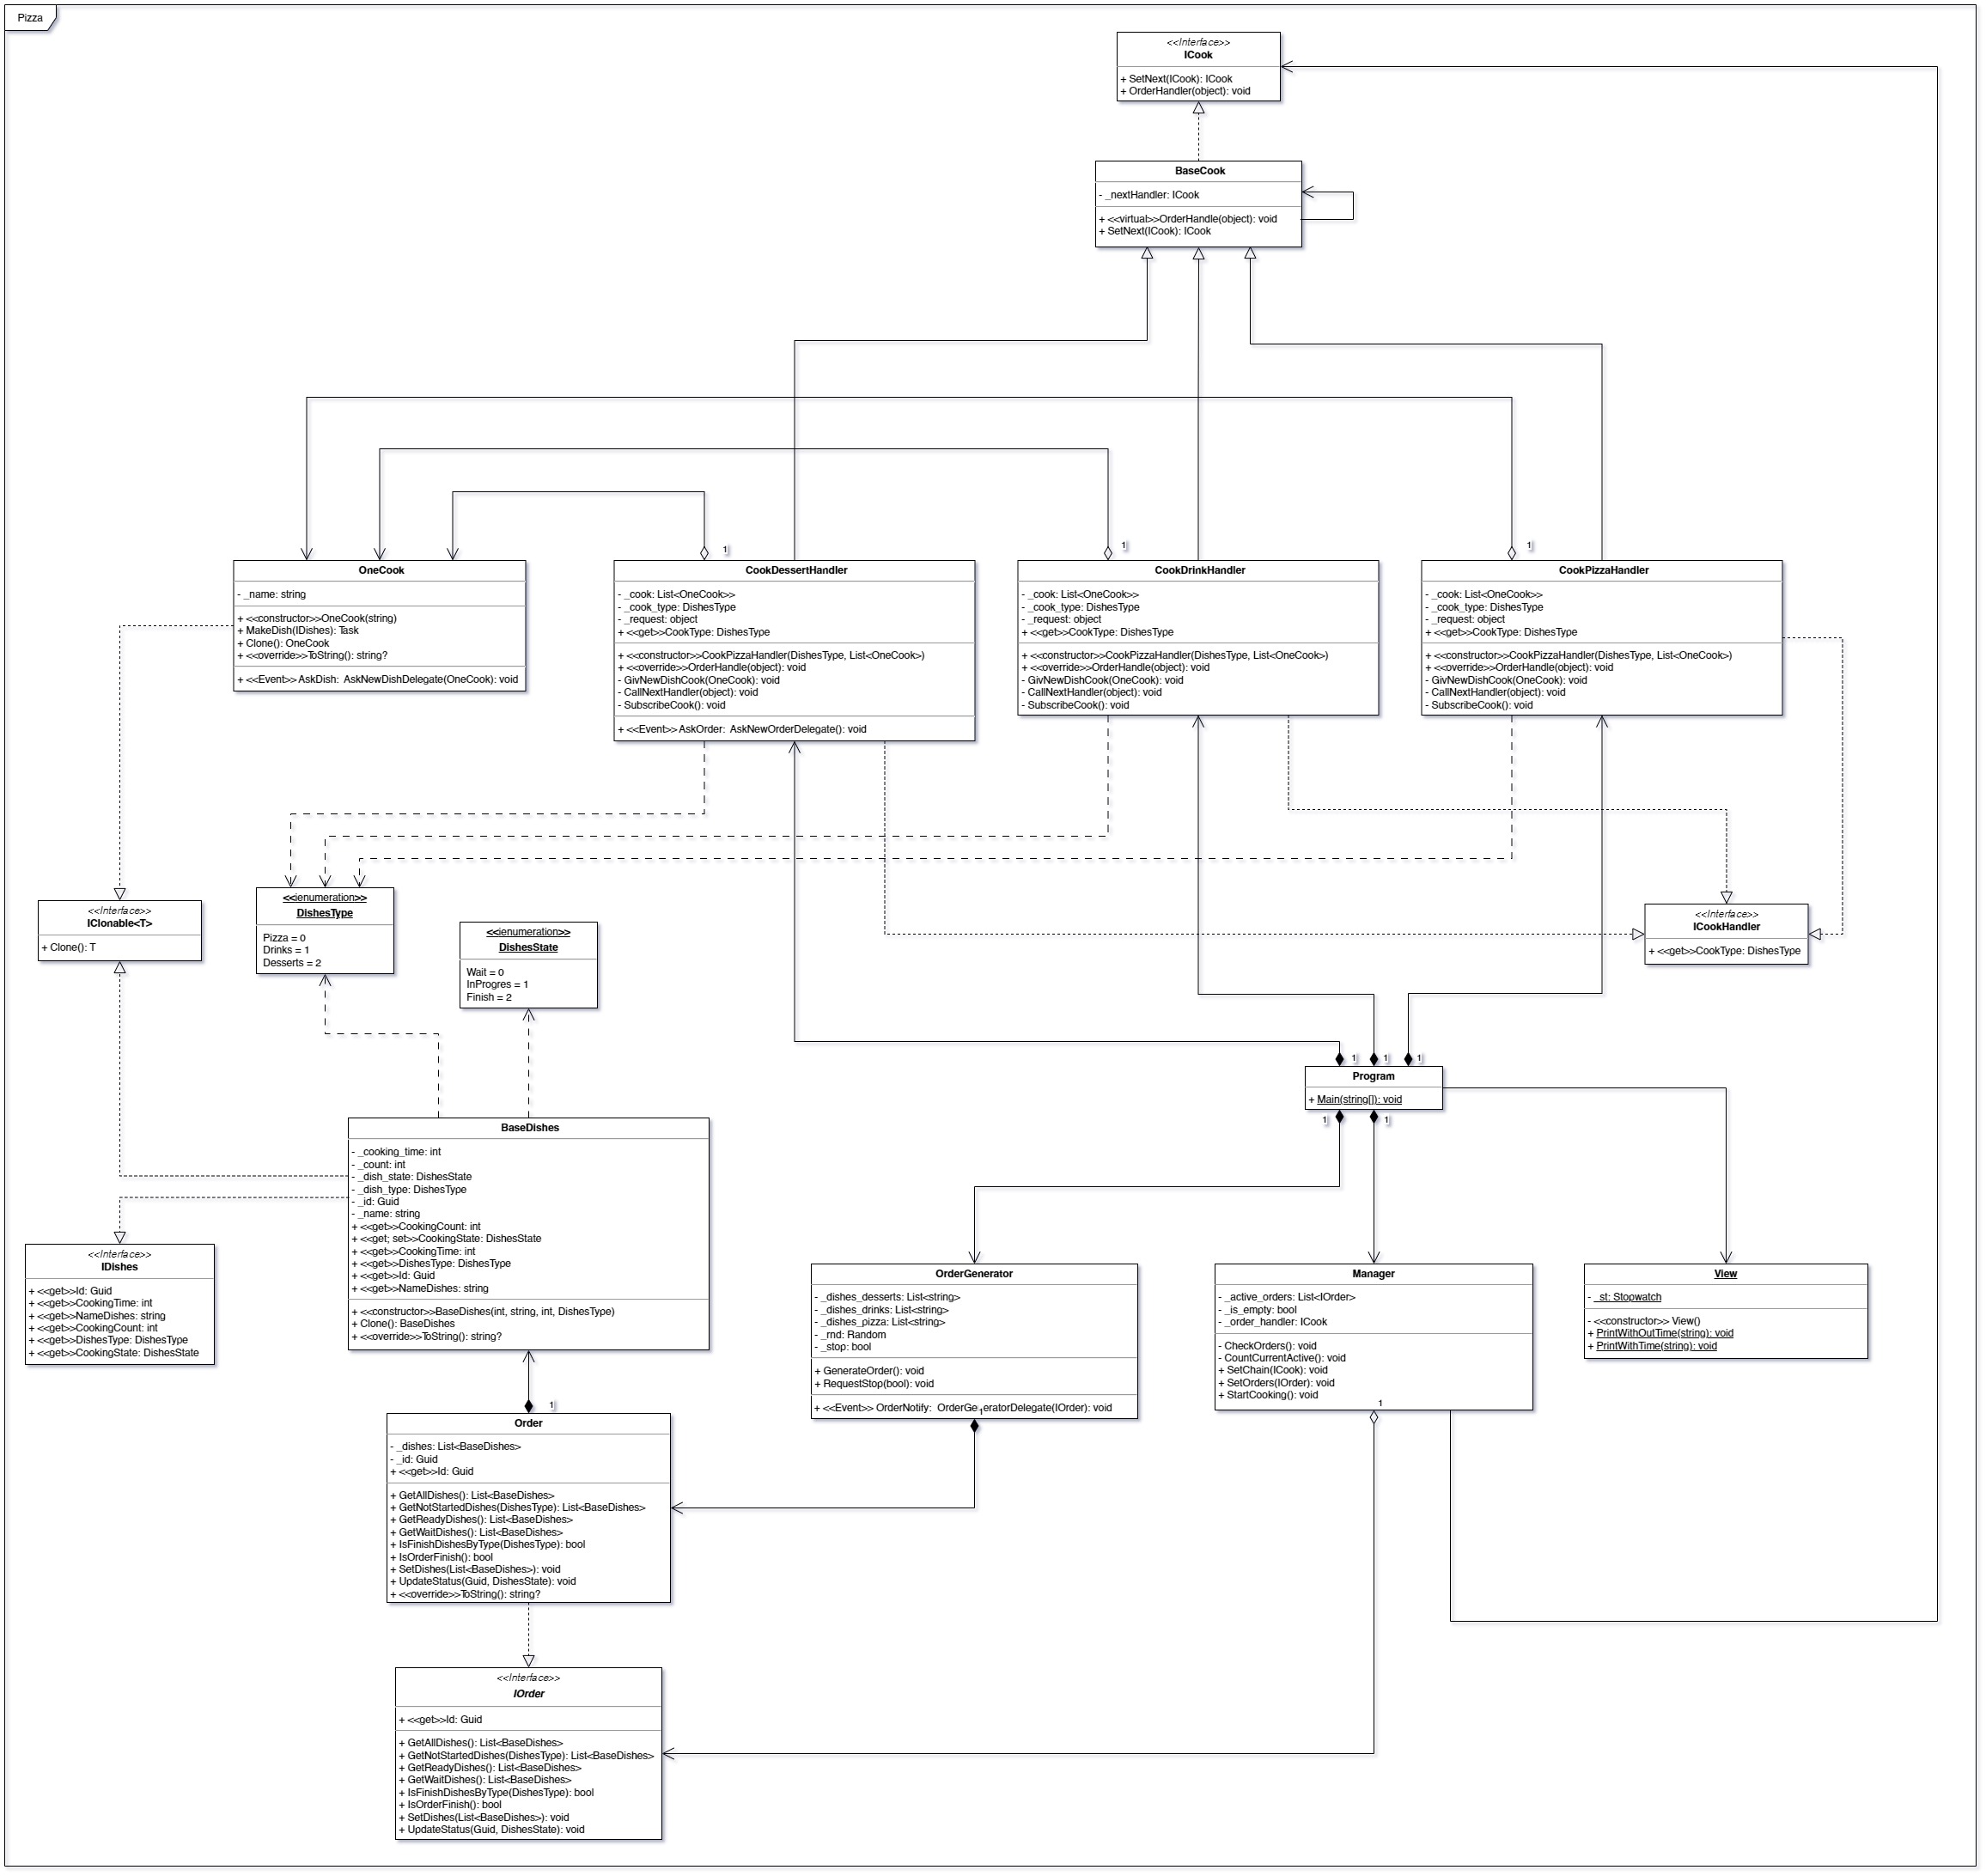 Pizza
<<Interface>>
ICook
+ SetNext(ICook): ICook
+ OrderHandler(object): void
BaseCook
- _nextHandler: ICook
+ <<virtual>>OrderHandle(object): void
+ SetNext(ICook): ICook
OneCook
- _name: string
+ <<constructor>>OneCook(string)
+ MakeDish(IDishes): Task
+ Clone(): OneCook
+ <<override>>ToString(): string?
+ <<Event>> AskDish:  AskNewDishDelegate(OneCook): void
1
CookDessertHandler
- _cook: List<OneCook>>
- _cook_type: DishesType
- _request: object
+ <<get>>CookType: DishesType
+ <<constructor>>CookPizzaHandler(DishesType, List<OneCook>)
+ <<override>>OrderHandle(object): void
- GivNewDishCook(OneCook): void
- CallNextHandler(object): void
- SubscribeCook(): void
+ <<Event>> AskOrder:  AskNewOrderDelegate(): void
1
CookDrinkHandler
- _cook: List<OneCook>>
- _cook_type: DishesType
- _request: object
+ <<get>>CookType: DishesType
+ <<constructor>>CookPizzaHandler(DishesType, List<OneCook>)
+ <<override>>OrderHandle(object): void
- GivNewDishCook(OneCook): void
- CallNextHandler(object): void
- SubscribeCook(): void
1
CookPizzaHandler
- _cook: List<OneCook>>
- _cook_type: DishesType
- _request: object
+ <<get>>CookType: DishesType
+ <<constructor>>CookPizzaHandler(DishesType, List<OneCook>)
+ <<override>>OrderHandle(object): void
- GivNewDishCook(OneCook): void
- CallNextHandler(object): void
- SubscribeCook(): void
<<Interface>>
IClonable<T>
+ Clone(): T
<<ienumeration>>
DishesType
Pizza = 0
Drinks = 1
Desserts = 2
<<ienumeration>>
DishesState
Wait = 0
InProgres = 1
Finish = 2
<<Interface>>
ICookHandler
+ <<get>>CookType: DishesType
1
1
1
Program
+ Main(string[]): void
1
1
BaseDishes
- _cooking_time: int
- _count: int
- _dish_state: DishesState
- _dish_type: DishesType
- _id: Guid
- _name: string
+ <<get>>CookingCount: int
+ <<get; set>>CookingState: DishesState
+ <<get>>CookingTime: int
+ <<get>>DishesType: DishesType
+ <<get>>Id: Guid
+ <<get>>NameDishes: string
+ <<constructor>>BaseDishes(int, string, int, DishesType)
+ Clone(): BaseDishes
+ <<override>>ToString(): string?
<<Interface>>
IDishes
+ <<get>>Id: Guid
+ <<get>>CookingTime: int
+ <<get>>NameDishes: string
+ <<get>>CookingCount: int
+ <<get>>DishesType: DishesType
+ <<get>>CookingState: DishesState
OrderGenerator
- _dishes_desserts: List<string>
- _dishes_drinks: List<string>
- _dishes_pizza: List<string>
- _rnd: Random
- _stop: bool
+ GenerateOrder(): void
+ RequestStop(bool): void
+ <<Event>> OrderNotify:  OrderGeneratorDelegate(IOrder): void
1
Manager
- _active_orders: List<IOrder>
- _is_empty: bool
- _order_handler: ICook
- CheckOrders(): void
- CountCurrentActive(): void
+ SetChain(ICook): void
+ SetOrders(IOrder): void
+ StartCooking(): void
1
View
- _st: Stopwatch
- <<constructor>> View()
+ PrintWithOutTime(string): void
+ PrintWithTime(string): void
1
Order
- _dishes: List<BaseDishes>
- _id: Guid
+ <<get>>Id: Guid
+ GetAllDishes(): List<BaseDishes>
+ GetNotStartedDishes(DishesType): List<BaseDishes>
+ GetReadyDishes(): List<BaseDishes>
+ GetWaitDishes(): List<BaseDishes>
+ IsFinishDishesByType(DishesType): bool
+ IsOrderFinish(): bool
+ SetDishes(List<BaseDishes>): void
+ UpdateStatus(Guid, DishesState): void
+ <<override>>ToString(): string?
<<Interface>>
IOrder
+ <<get>>Id: Guid
+ GetAllDishes(): List<BaseDishes>
+ GetNotStartedDishes(DishesType): List<BaseDishes>
+ GetReadyDishes(): List<BaseDishes>
+ GetWaitDishes(): List<BaseDishes>
+ IsFinishDishesByType(DishesType): bool
+ IsOrderFinish(): bool
+ SetDishes(List<BaseDishes>): void
+ UpdateStatus(Guid, DishesState): void